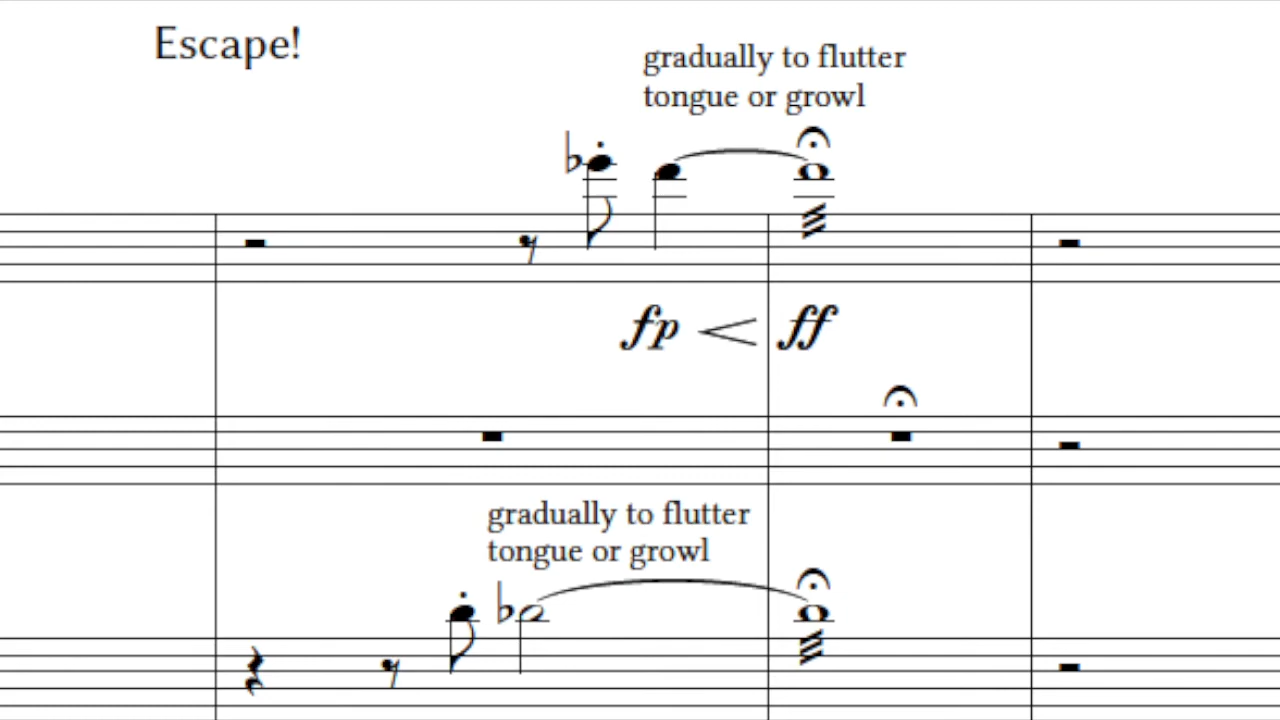 Escape!
gradually to flutter
tongue or growl
fp ff
gradually to flutter
tongue or growl